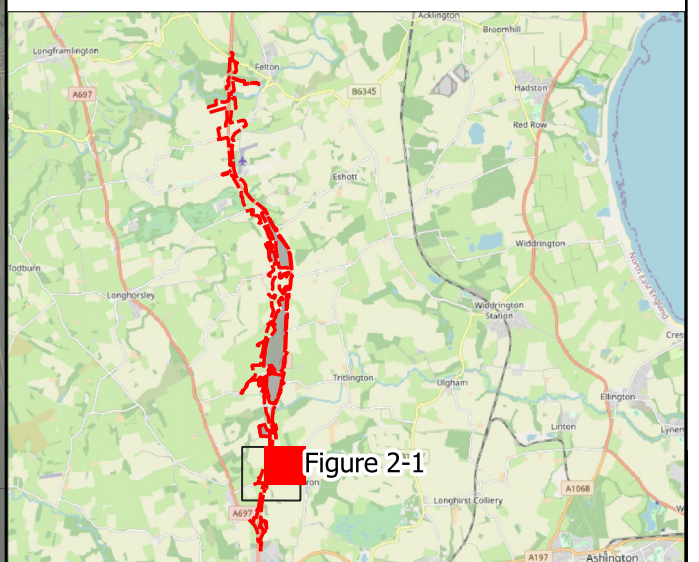 Acklington
Broomhill
Longframlington
Felton
A697
B6345
Hadston
Red Row
Eshott
Widdrington
Todburn
North East England
Longhorsley
Widdrington
Station
Cres
Tritlington
Ulgham
Ellington
Linton
Lynem
Figure 2-1
ron
A1068
Longhirst Colliery
W
A697
A197
Ashington